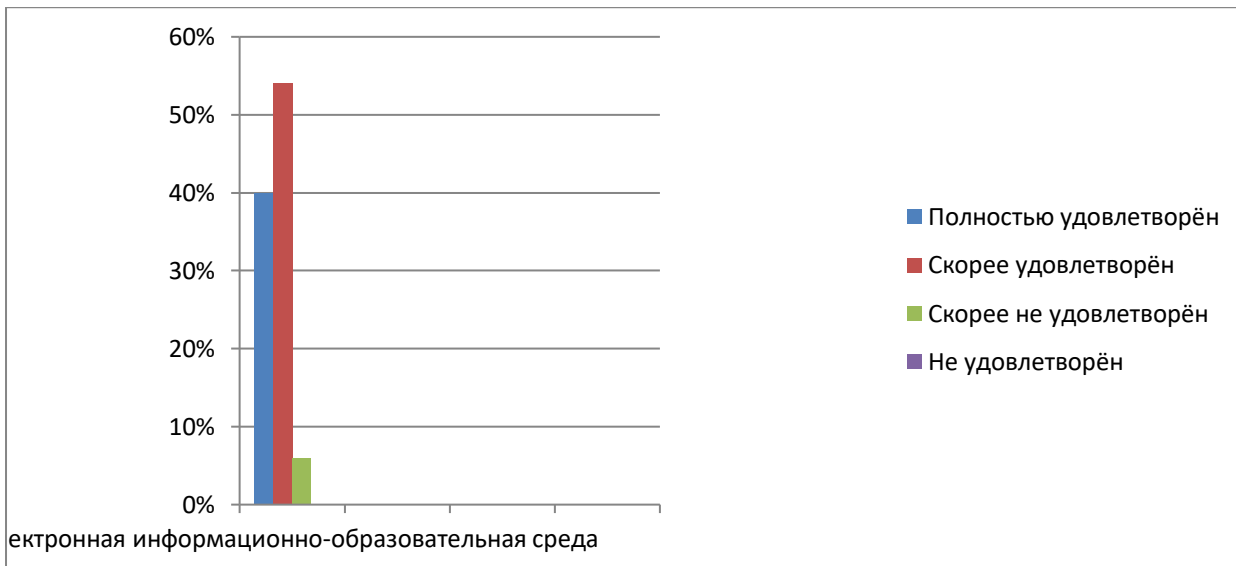 60%
50%
40%
30%
20%
10%
0%
ектронная информационно-образовательная среда
Полностью удовлетворён
Скорее удовлетворён
Скорее не удовлетворён
Не удовлетворён